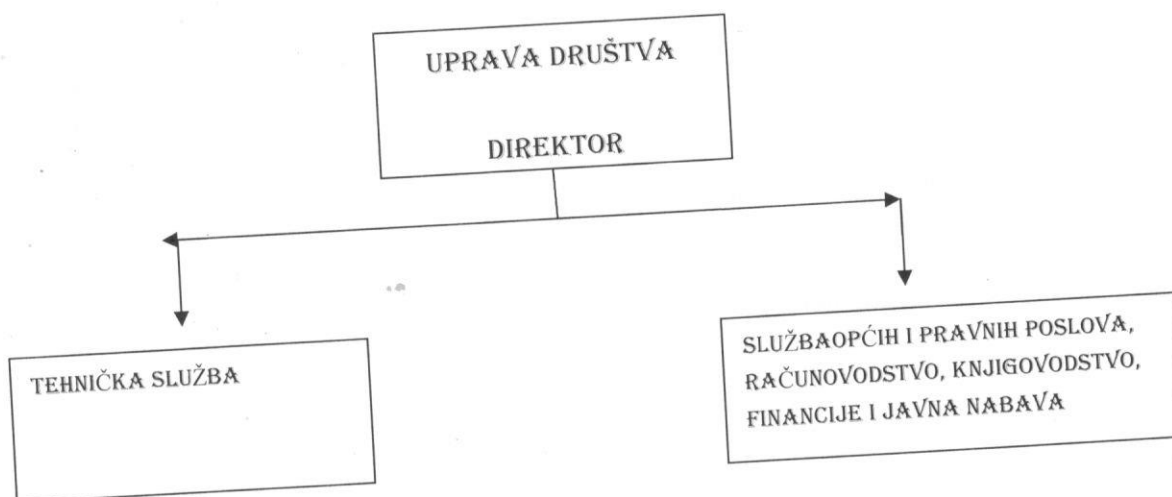 UPRAVA DRUŠTVA
DIREKTOR
TEHNIČKA SLUŽBA
SLUŽBAOPĆIH I PRAVNIH POSLOVA,
RAČUNOVODSTVO, KNJIGOVODSTVO,
FINANCIJE I JAVNA NABAVA